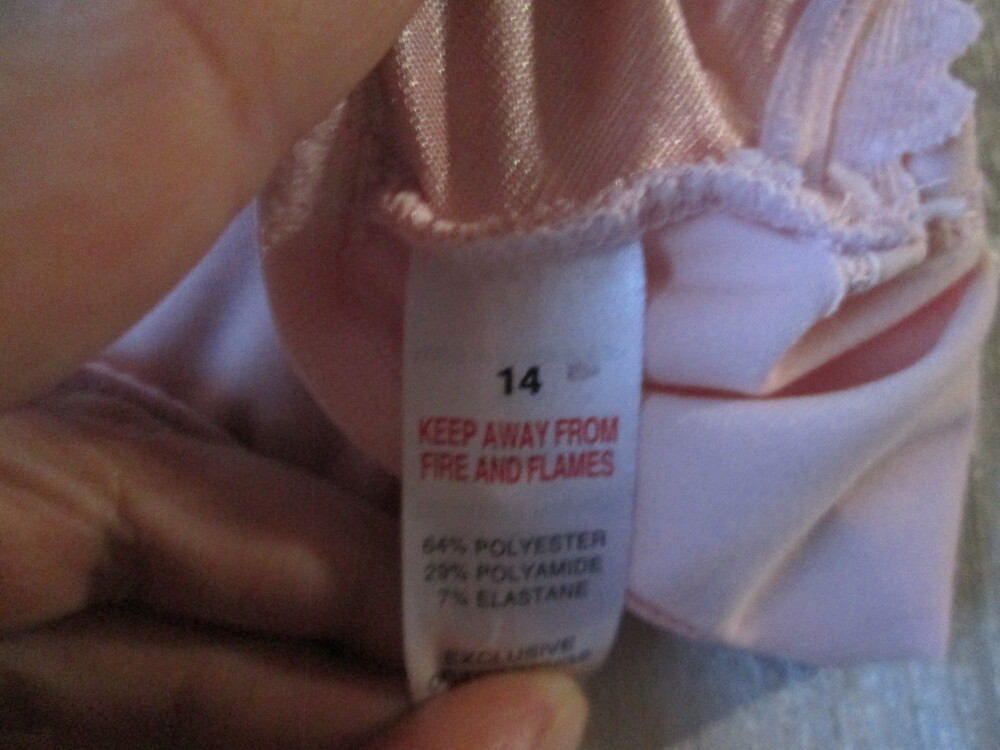 14
KEEP AWAY FROM
FIRE AND FLAMES
64% POLYESTER
29% POLYAMIDE
7% ELASTANE
EXCLUSIVE